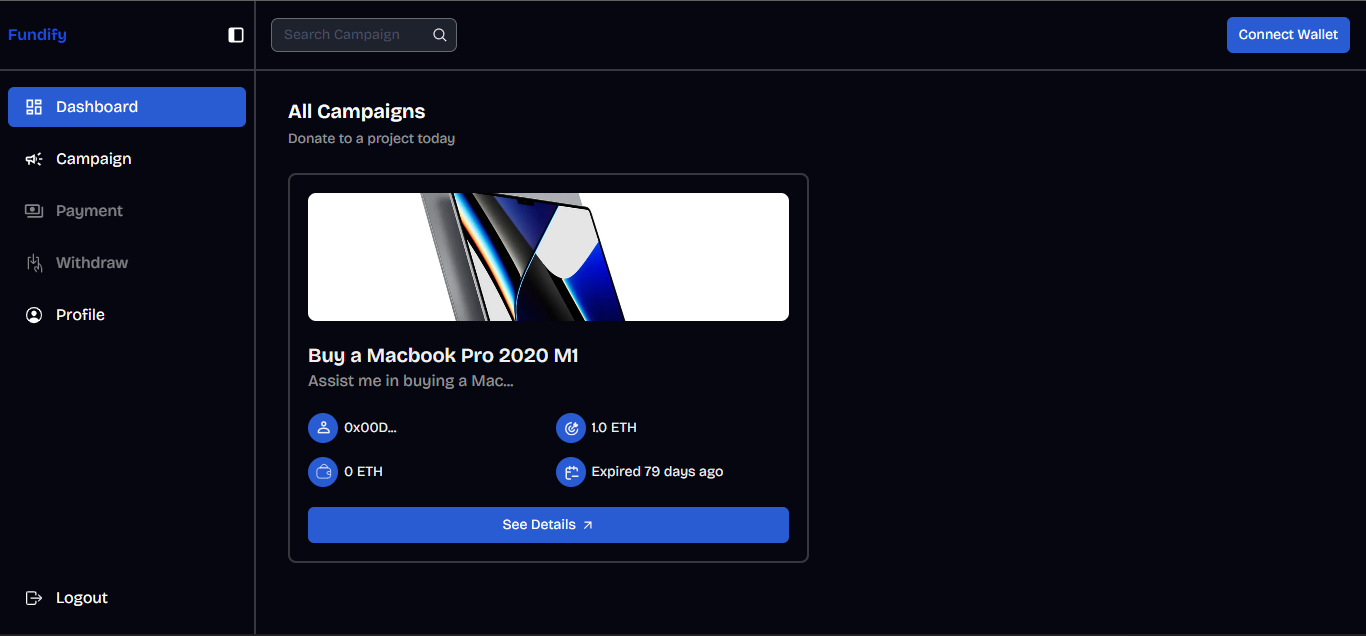 Fundify
Search Campaign
Connect Wallet
Dashboard
Campaign
Payment
Withdraw
Profile
Logout
All Campaigns
Donate to a project today
Buy a Macbook Pro 2020 M1
Assist me in buying a Mac...
0x00D...
1.0 ETH
0 ETH
Expired 79 days ago
See Details